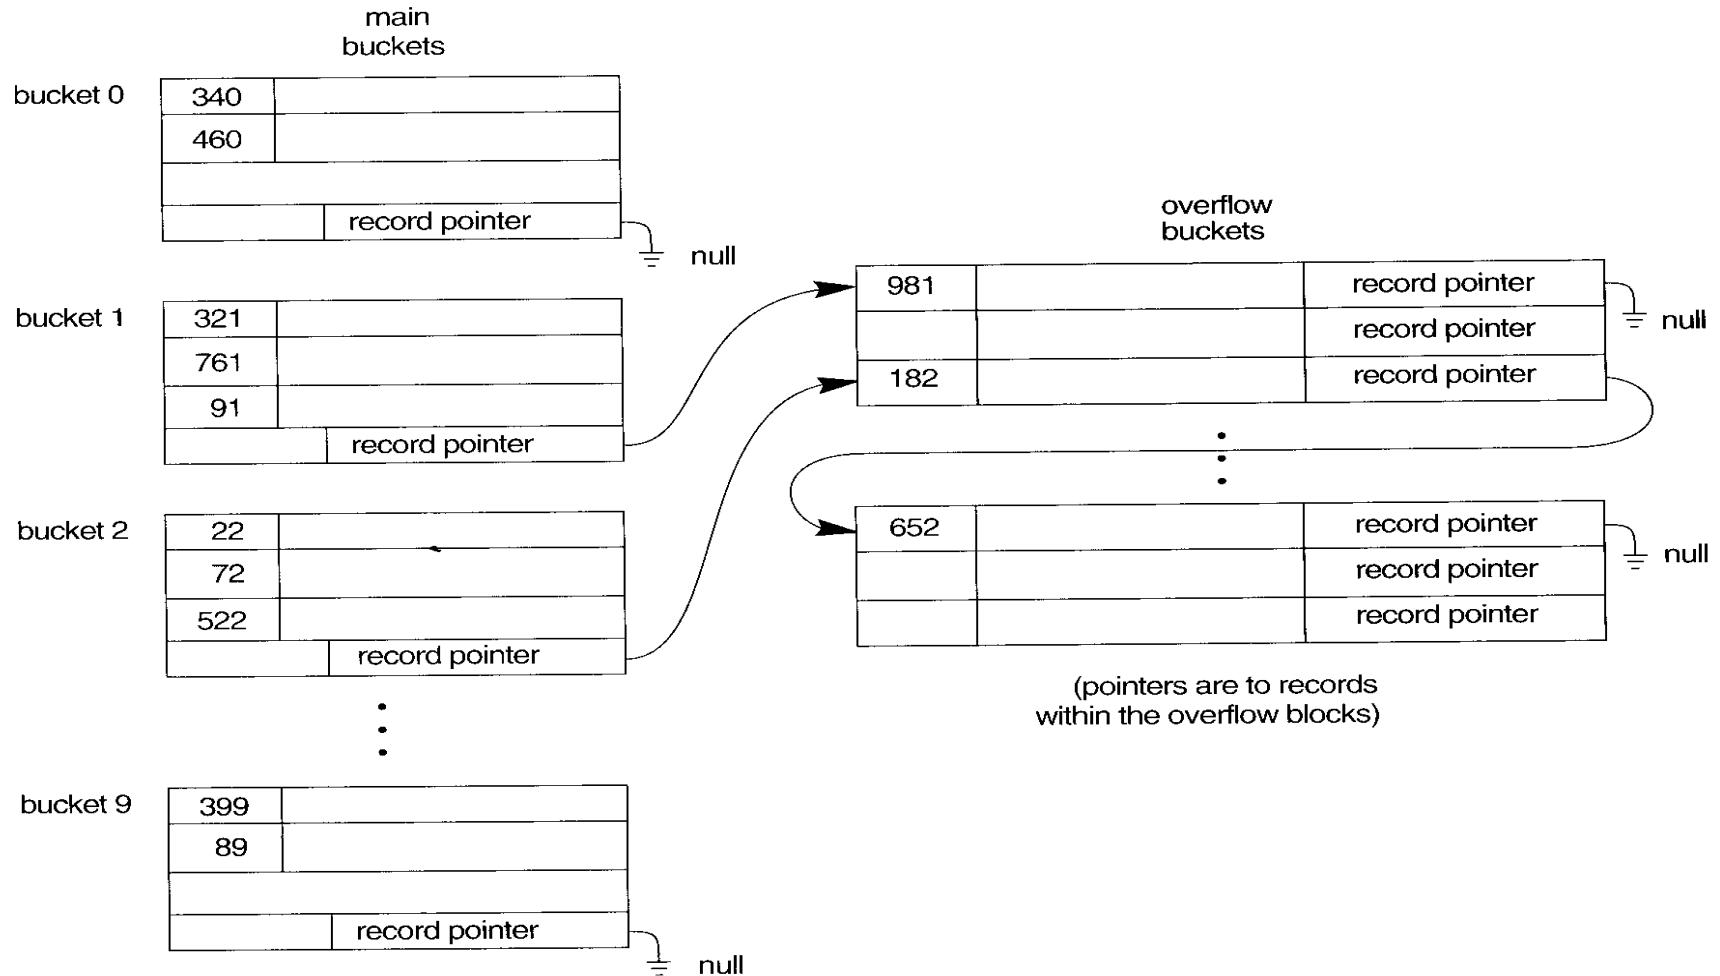 main
buckets
bucket 0
340
460
record pointer
null
bucket 1
321
761
91
record pointer
bucket 2
22
72
522
record pointer
bucket 9
399
89
record pointer
null
overflow
buckets
981
record pointer
null
record pointer
182
record pointer
652
record pointer
null
record pointer
record pointer
(pointers are to records
within the overflow blocks)